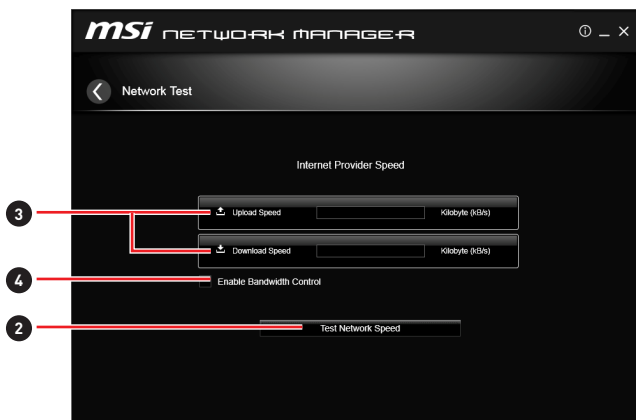 msi NETWORK MANAGER
Network Test
Internet Provider Speed
3
Upload Speed Kilobyte (kB/s)
Download Speed Kilobyte (kB/s)
4
Enable Bandwidth Control
2
Test Network Speed